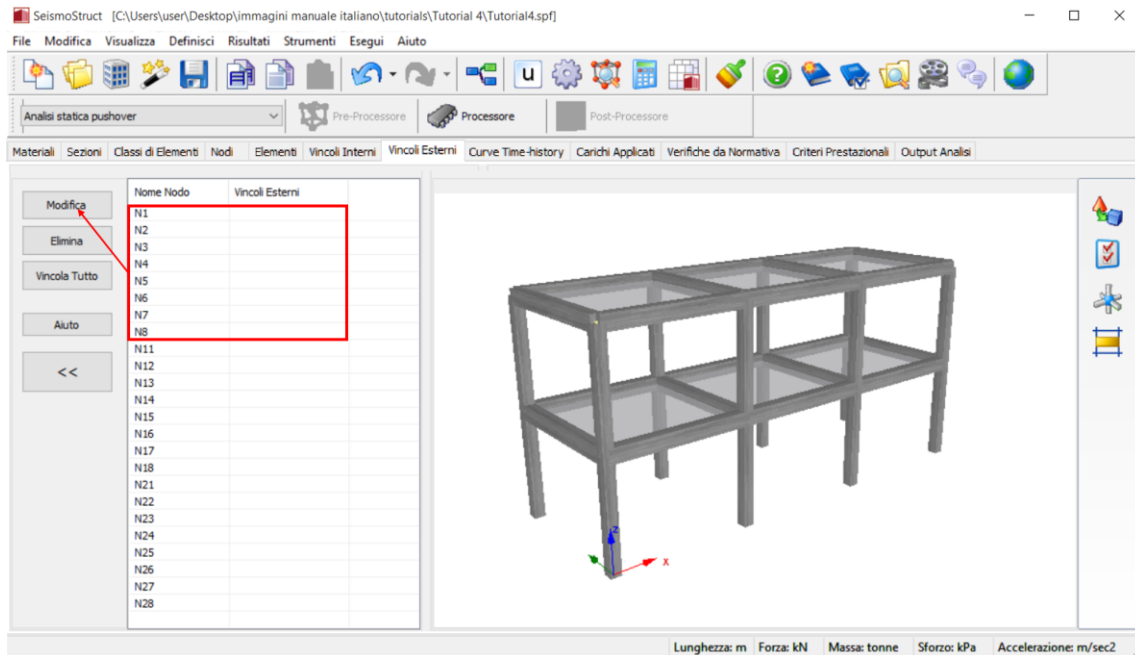 SeismoStruct [C:\Users\user\Desktop\immagini manuale italiano\tutorials\Tutorial 4\Tutorial4.spf]
File Modifica Visualizza Definisci Risultati Strumenti Esegui Aiuto
u
Analisi statica pushover Pre-Processore Processore Post-Processore
Materiali Sezioni Classi di Elementi Nodi Elementi Vincoli Interni Vincoli Esterni Curve Time-history Carichi Applicati Verifiche da Normativa Criteri Prestazionali Output Analisi
Modifica
Elimina
Vincola Tutto
Aiuto
<<
Nome Nodo Vincoli Esterni
N1
N2
N3
N4
N5
N6
N7
N8
N11
N12
N13
N14
N15
N16
N17
N18
N21
N22
N23
N24
N25
N26
N27
N28
z
x
Lunghezza: m Forza: kN Massa: tonne Sforzo: kPa Accelerazione: m/sec2